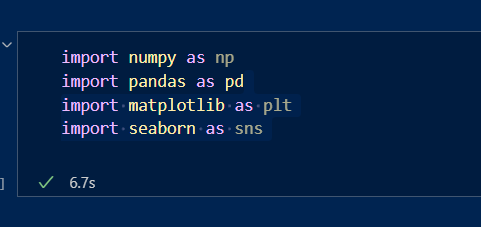 import numpy as np
import pandas as pd
import matplotlib as plt
import seaborn as sns
]
6.7s